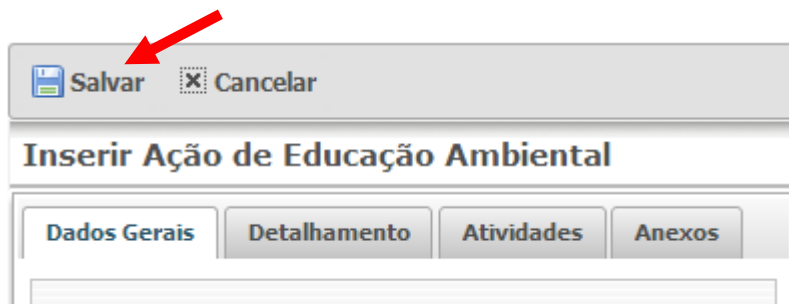 Salvar Cancelar
Inserir Ação de Educação Ambiental
Dados Gerais Detalhamento Atividades Anexos